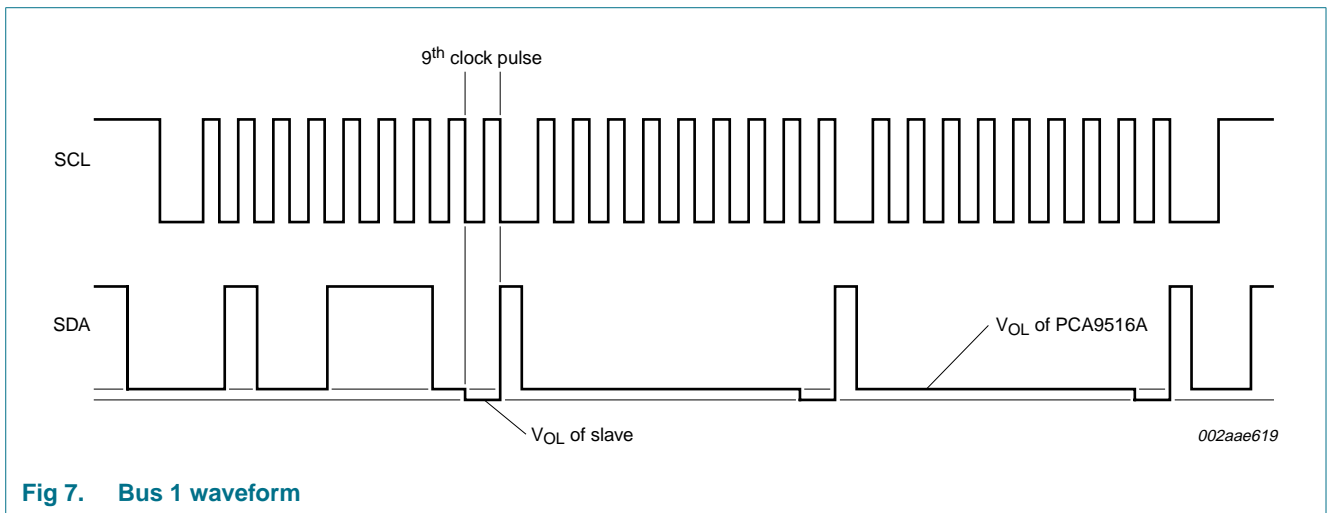 9th clock pulse
SCL
SDA
VOL of PCA9516A
VOL of slave
002aae619
Fig 7. Bus 1 waveform